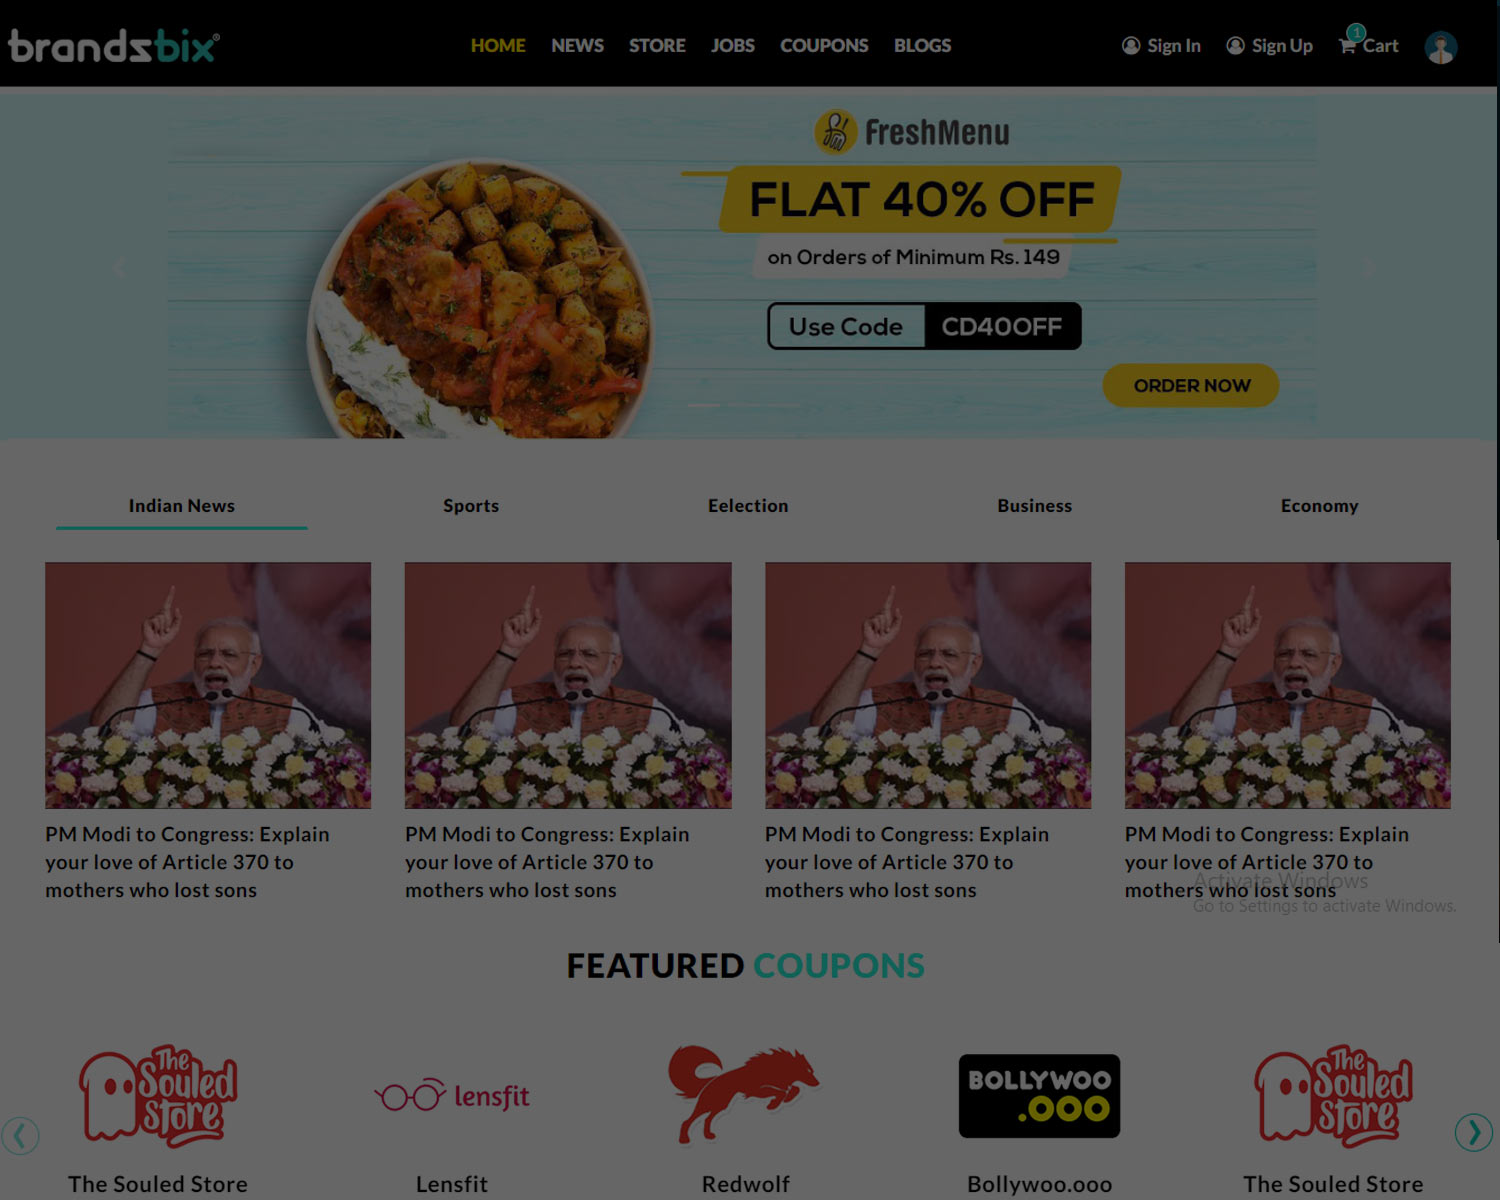 brandsbix®
HOME NEWS STORE JOBS COUPONS BLOGS
Sign In Sign Up 1 Cart
FreshMenu
FLAT 40% OFF
on Orders of Minimum Rs. 149
Use Code CD40OFF
ORDER NOW
Indian News Sports Eelection Business Economy
PM Modi to Congress: Explain
your love of Article 370 to
mothers who lost sons
PM Modi to Congress: Explain
your love of Article 370 to
mothers who lost sons
PM Modi to Congress: Explain
your love of Article 370 to
mothers who lost sons
PM Modi to Congress: Explain
your love of Article 370 to
mothers who lost sons
Activate Windows
Go to Settings to activate Windows.
FEATURED COUPONS
The
Souled
Store
lensfit
BOLLYWOO
.OOO
The
Souled
Store
The Souled Store Lensfit Redwolf Bollywoo.ooo The Souled Store